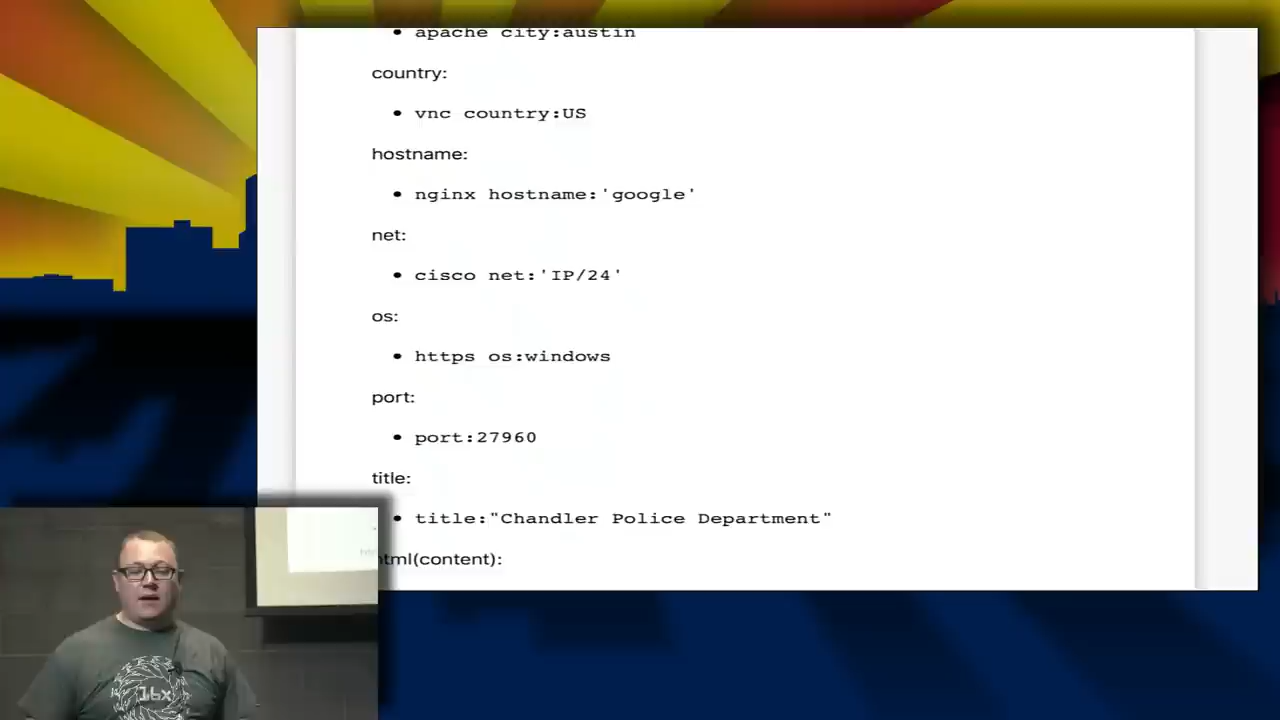 • apache city:austin
country:
• vnc country:US
hostname:
• nginx hostname:'google'
net:
• cisco net:'IP/24'
os:
• https os:windows
port:
• port:27960
title:
• title:"Chandler Police Department"
html(content):